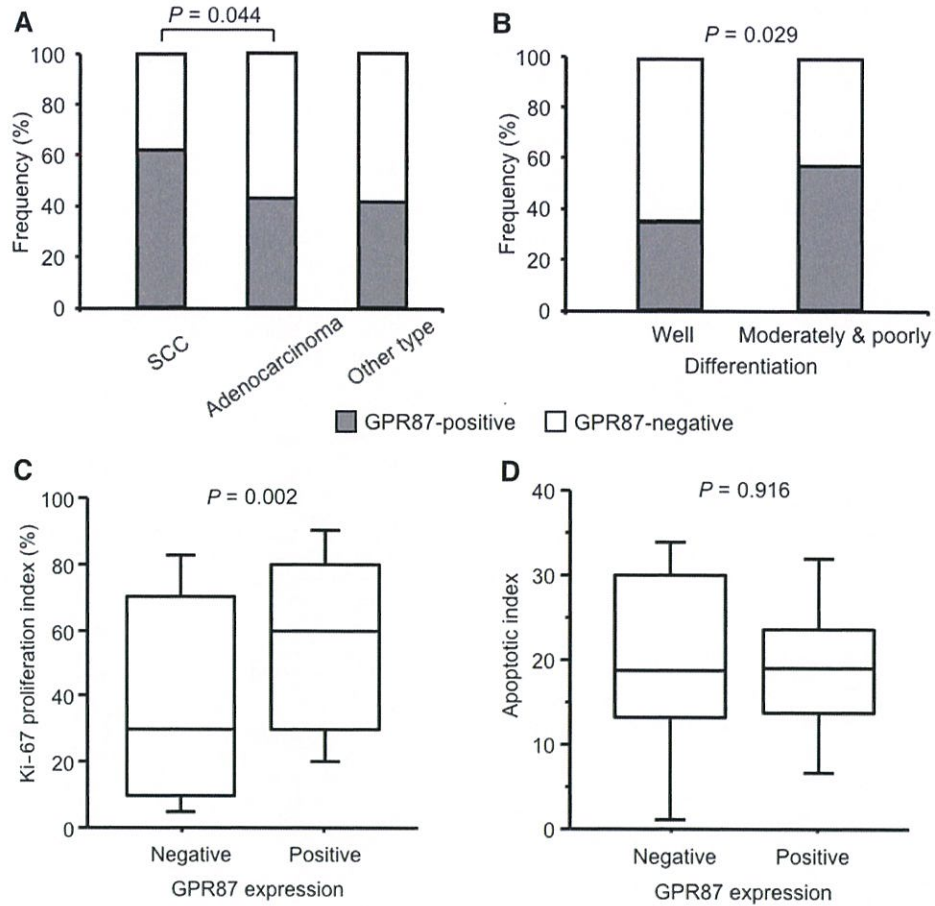 A
P = 0.044
Frequency (%)
100
80
60
40
20
0
SCC
Adenocarcinoma
Other type
B
P = 0.029
Frequency (%)
100
80
60
40
20
0
Well
Moderately & poorly
Differentiation
GPR87-positive
GPR87-negative
C
P = 0.002
Ki-67 proliferation index (%)
100
80
60
40
20
0
Negative
Positive
GPR87 expression
D
P = 0.916
Apoptotic index
40
30
20
10
0
Negative
Positive
GPR87 expression